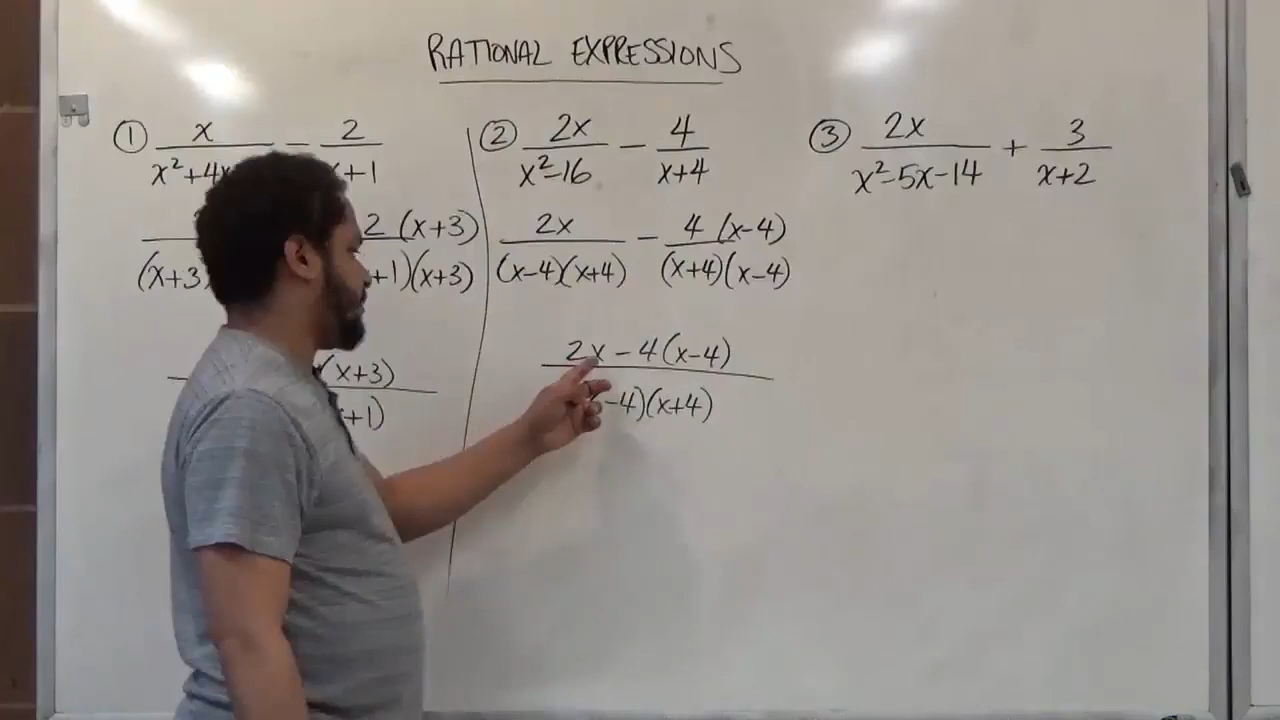 RATIONAL EXPRESSIONS
① x/(x²+4x − 2/(x+1
2 (x+3)
(x+3) +1)(x+3)
(x+3)
+1)
② 2x/(x²-16) − 4/(x+4)
2x/((x-4)(x+4)) − 4(x-4)/((x+4)(x-4))
2x − 4(x-4)
-4)(x+4)
③ 2x/(x²-5x-14) + 3/(x+2)